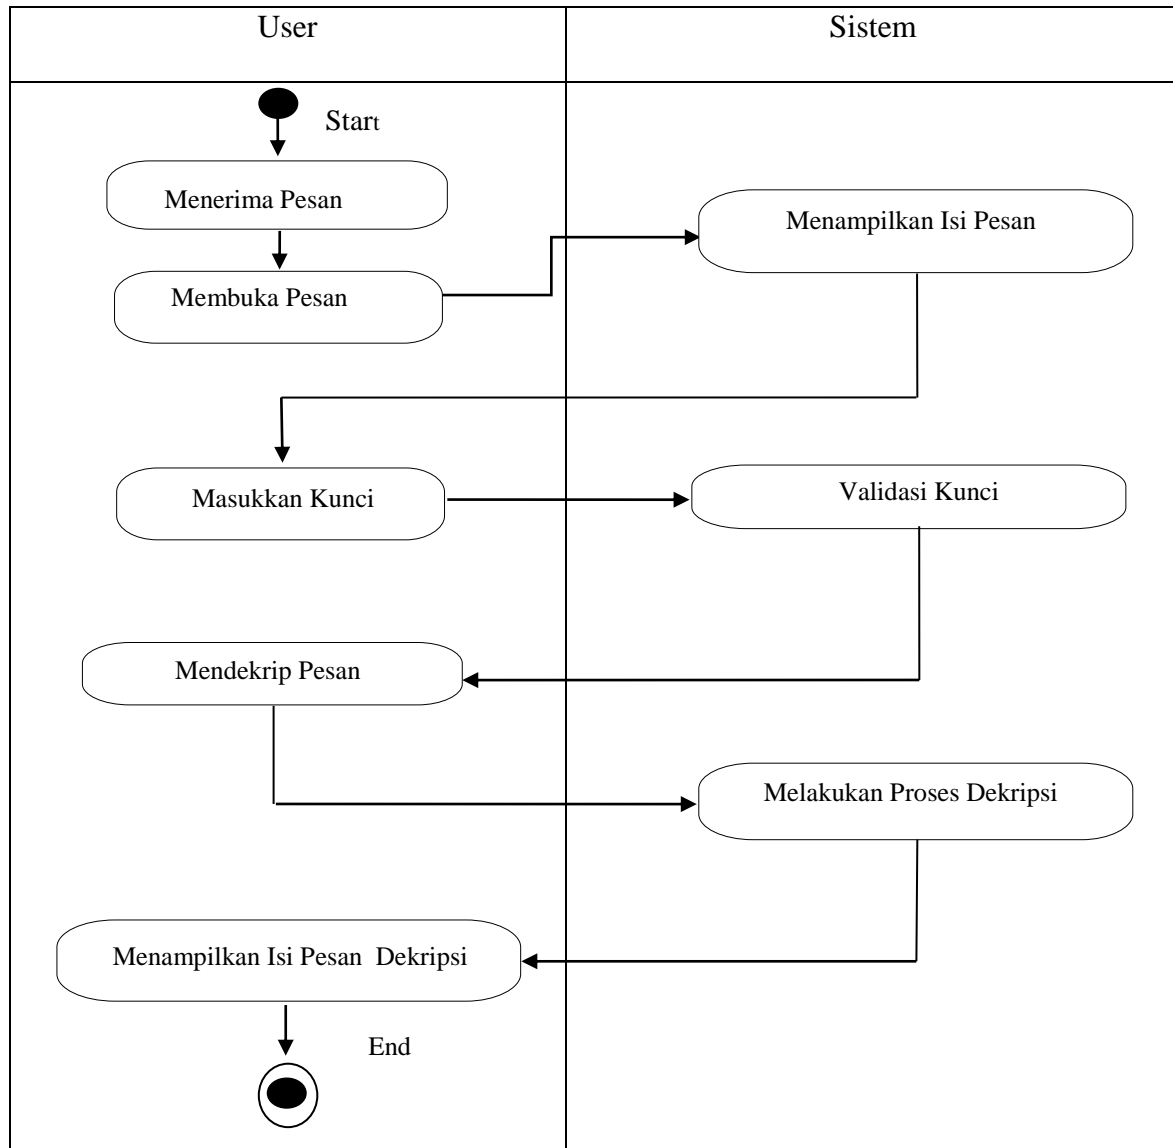 User
Sistem
Start
Menerima Pesan
Menampilkan Isi Pesan
Membuka Pesan
Masukkan Kunci
Validasi Kunci
Mendekrip Pesan
Melakukan Proses Dekripsi
Menampilkan Isi Pesan  Dekripsi
End